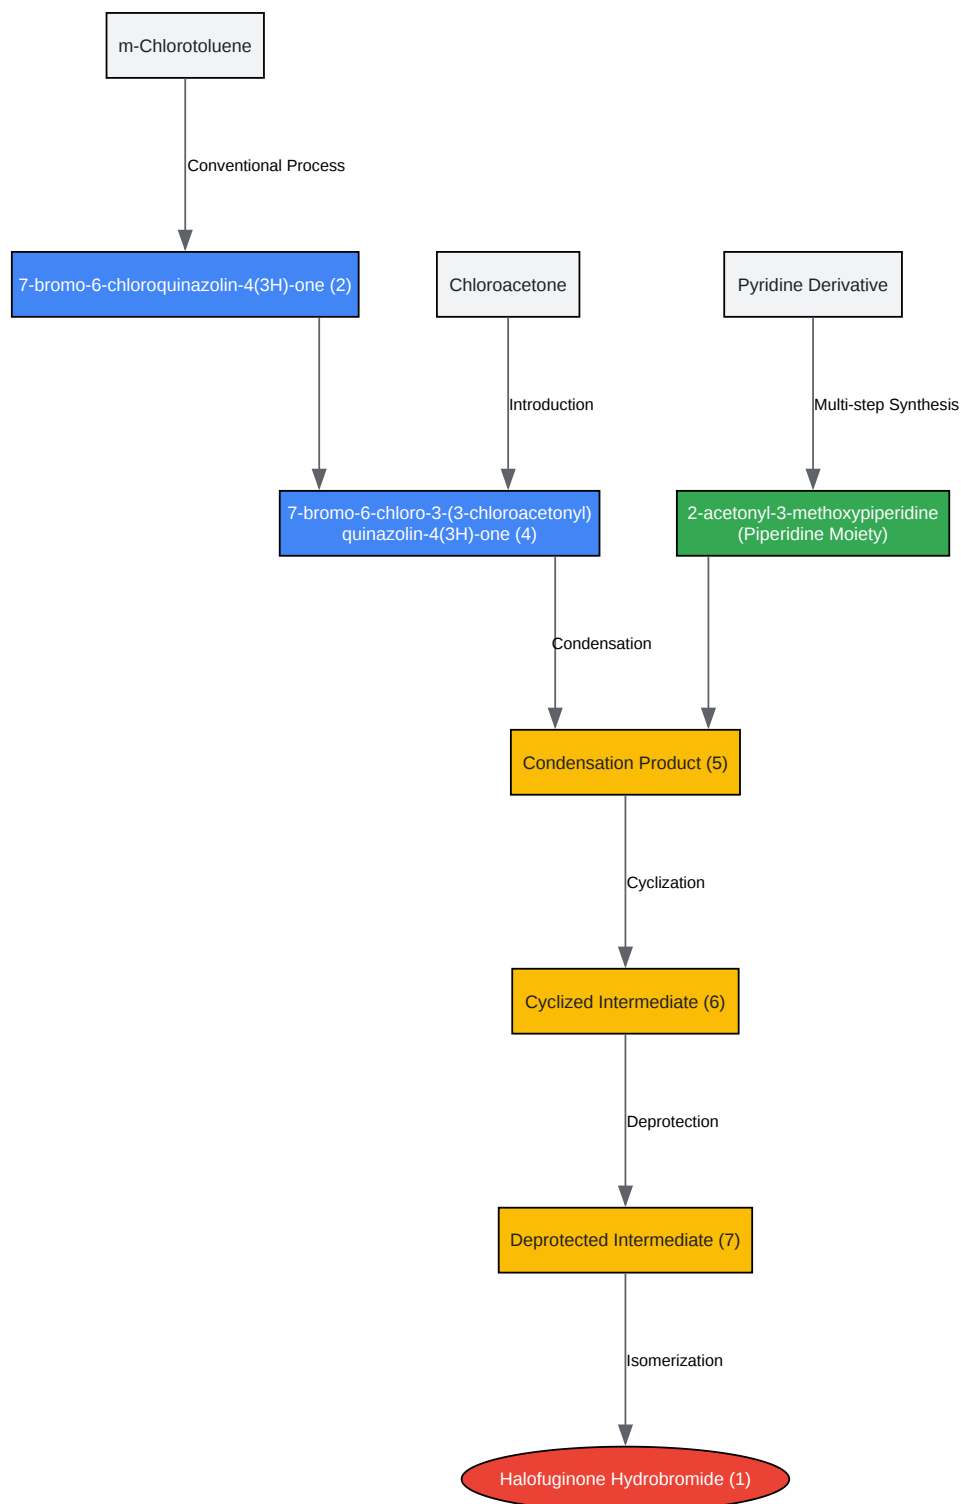 m-Chlorotoluene
Conventional Process
7-bromo-6-chloroquinazolin-4(3H)-one (2)
Chloroacetone
Pyridine Derivative
Introduction
Multi-step Synthesis
7-bromo-6-chloro-3-(3-chloroacetonyl)
quinazolin-4(3H)-one (4)
2-acetonyl-3-methoxypiperidine
(Piperidine Moiety)
Condensation
Condensation Product (5)
Cyclization
Cyclized Intermediate (6)
Deprotection
Deprotected Intermediate (7)
Isomerization
Halofuginone Hydrobromide (1)